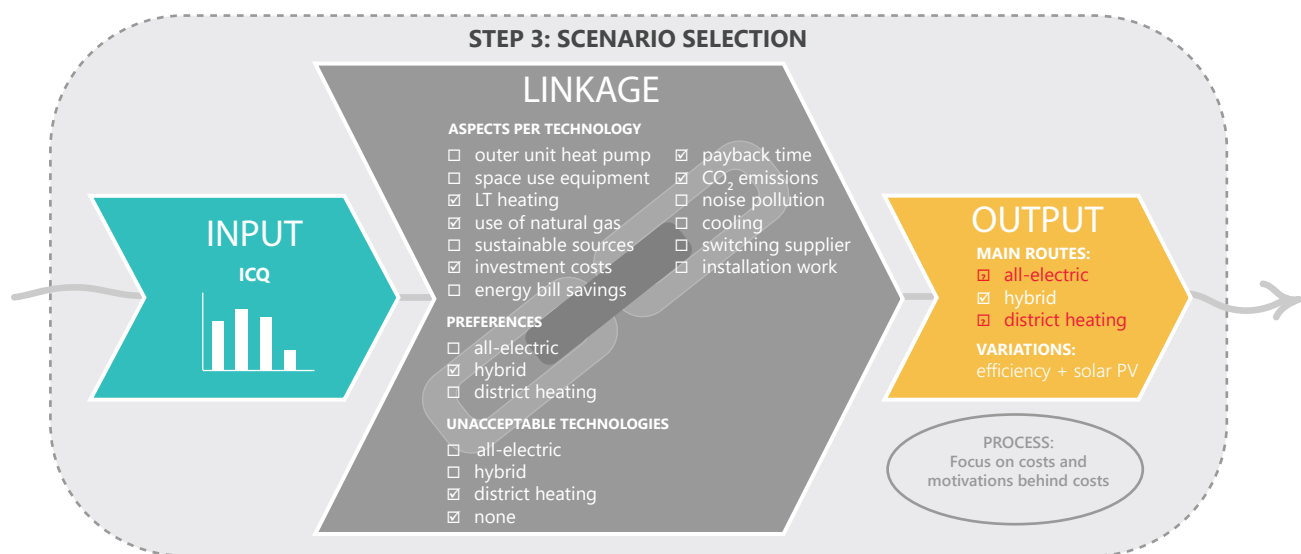 STEP 3: SCENARIO SELECTION
INPUT
ICQ
LINKAGE
ASPECTS PER TECHNOLOGY
☐ outer unit heat pump
☐ space use equipment
☑ LT heating
☑ use of natural gas
☐ sustainable sources
☑ investment costs
☐ energy bill savings
☑ payback time
☑ CO₂ emissions
☐ noise pollution
☐ cooling
☐ switching supplier
☐ installation work
PREFERENCES
☐ all-electric
☑ hybrid
☐ district heating
UNACCEPTABLE TECHNOLOGIES
☐ all-electric
☐ hybrid
☑ district heating
☑ none
OUTPUT
MAIN ROUTES:
? all-electric
☑ hybrid
? district heating
VARIATIONS:
efficiency + solar PV
PROCESS:
Focus on costs and
motivations behind costs